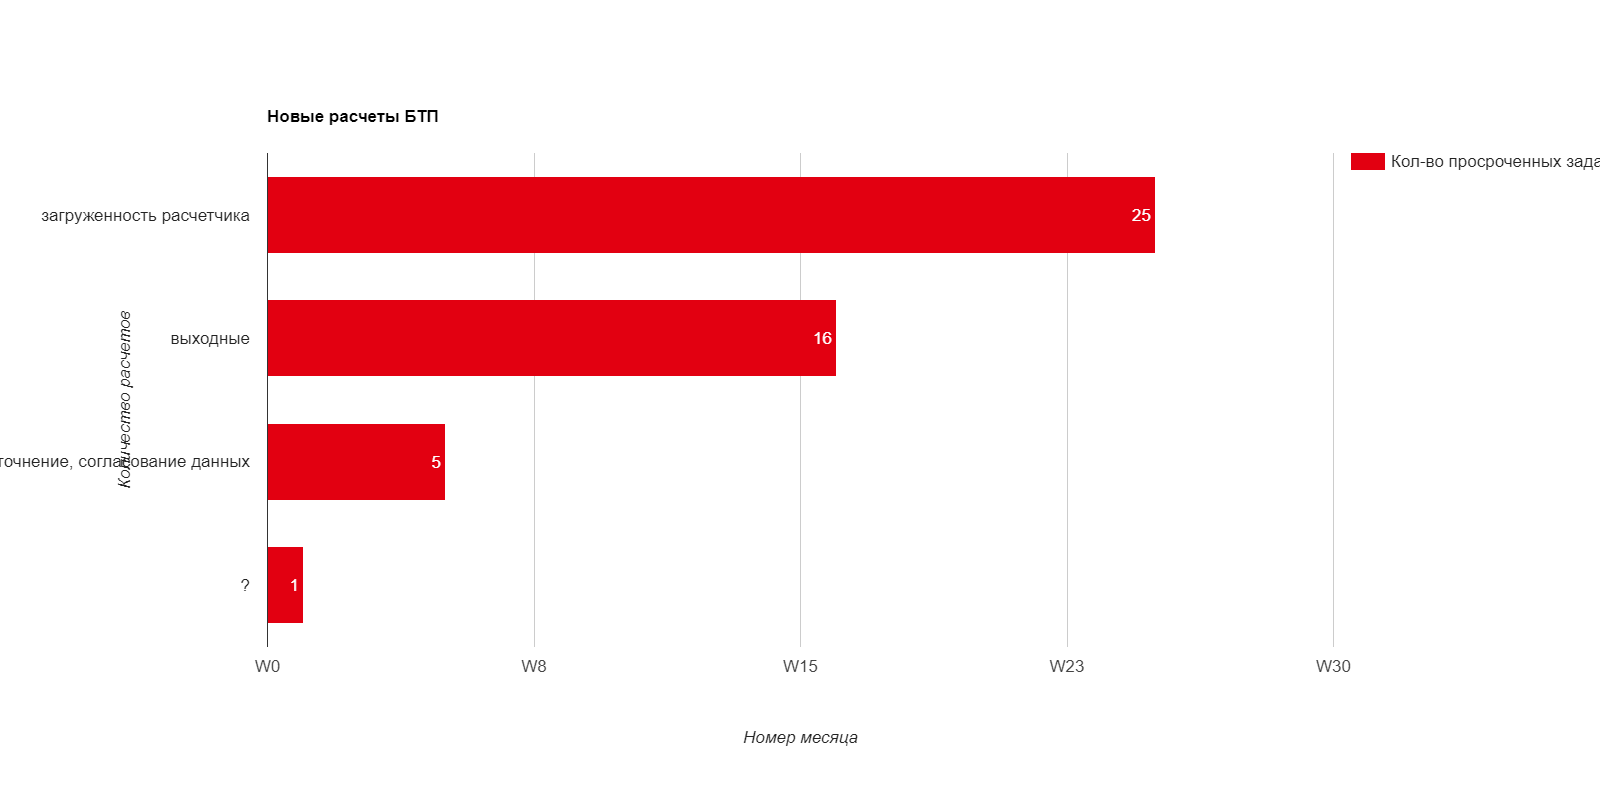 Новые расчеты БТП
Кол-во просроченных зада
загруженность расчетчика
25
выходные
16
Количество расчетов
точнение, согласование данных
5
?
1
W0 W8 W15 W23 W30
Номер месяца